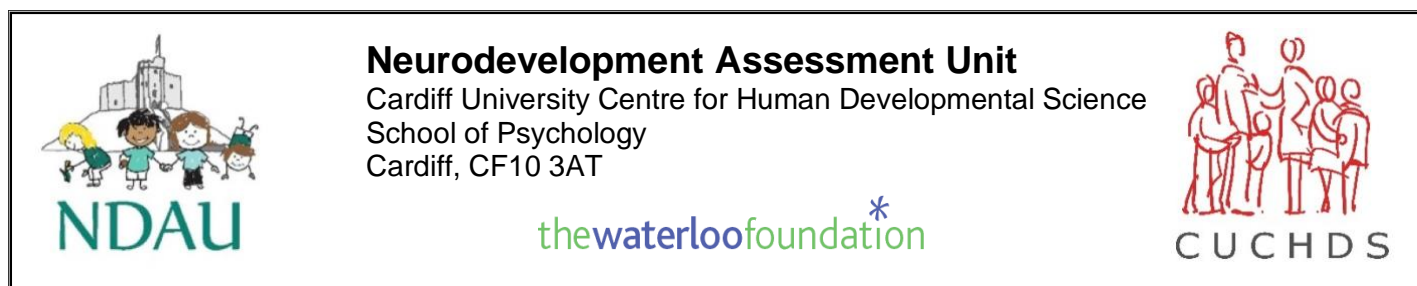 Neurodevelopment Assessment Unit
Cardiff University Centre for Human Developmental Science
School of Psychology
Cardiff, CF10 3AT
NDAU
thewaterloofoundation
CUCHDS